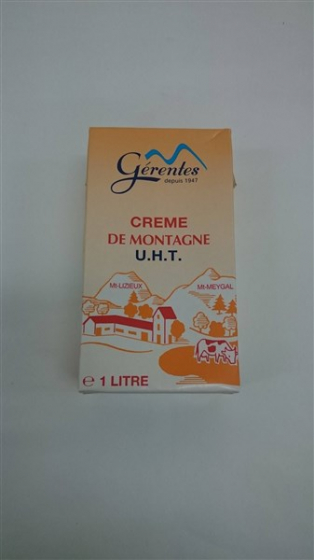 Gérentes
depuis 1947
CREME
DE MONTAGNE
U.H.T.
Mt-LIZIEUX
Mt-MEYGAL
℮ 1 LITRE